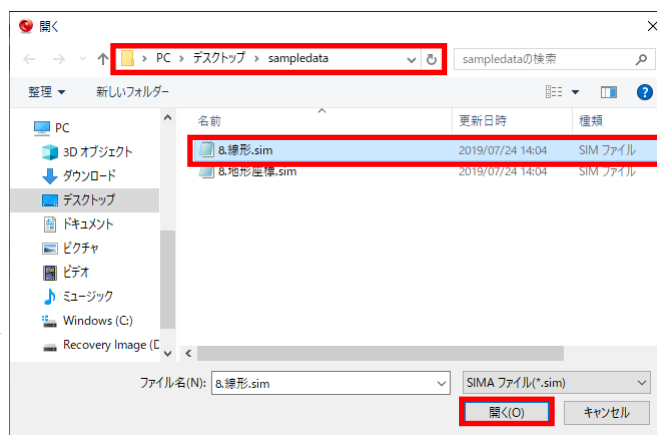 開く
PC › デスクトップ › sampledata
sampledataの検索
整理 新しいフォルダー
名前 更新日時 種類
8.線形.sim 2019/07/24 14:04 SIM ファイル
8.地形座標.sim 2019/07/24 14:04 SIM ファイル
PC
3D オブジェクト
ダウンロード
デスクトップ
ドキュメント
ピクチャ
ビデオ
ミュージック
Windows (C:)
Recovery Image (D
ファイル名(N): 8.線形.sim SIMA ファイル(*.sim)
開く(O) キャンセル